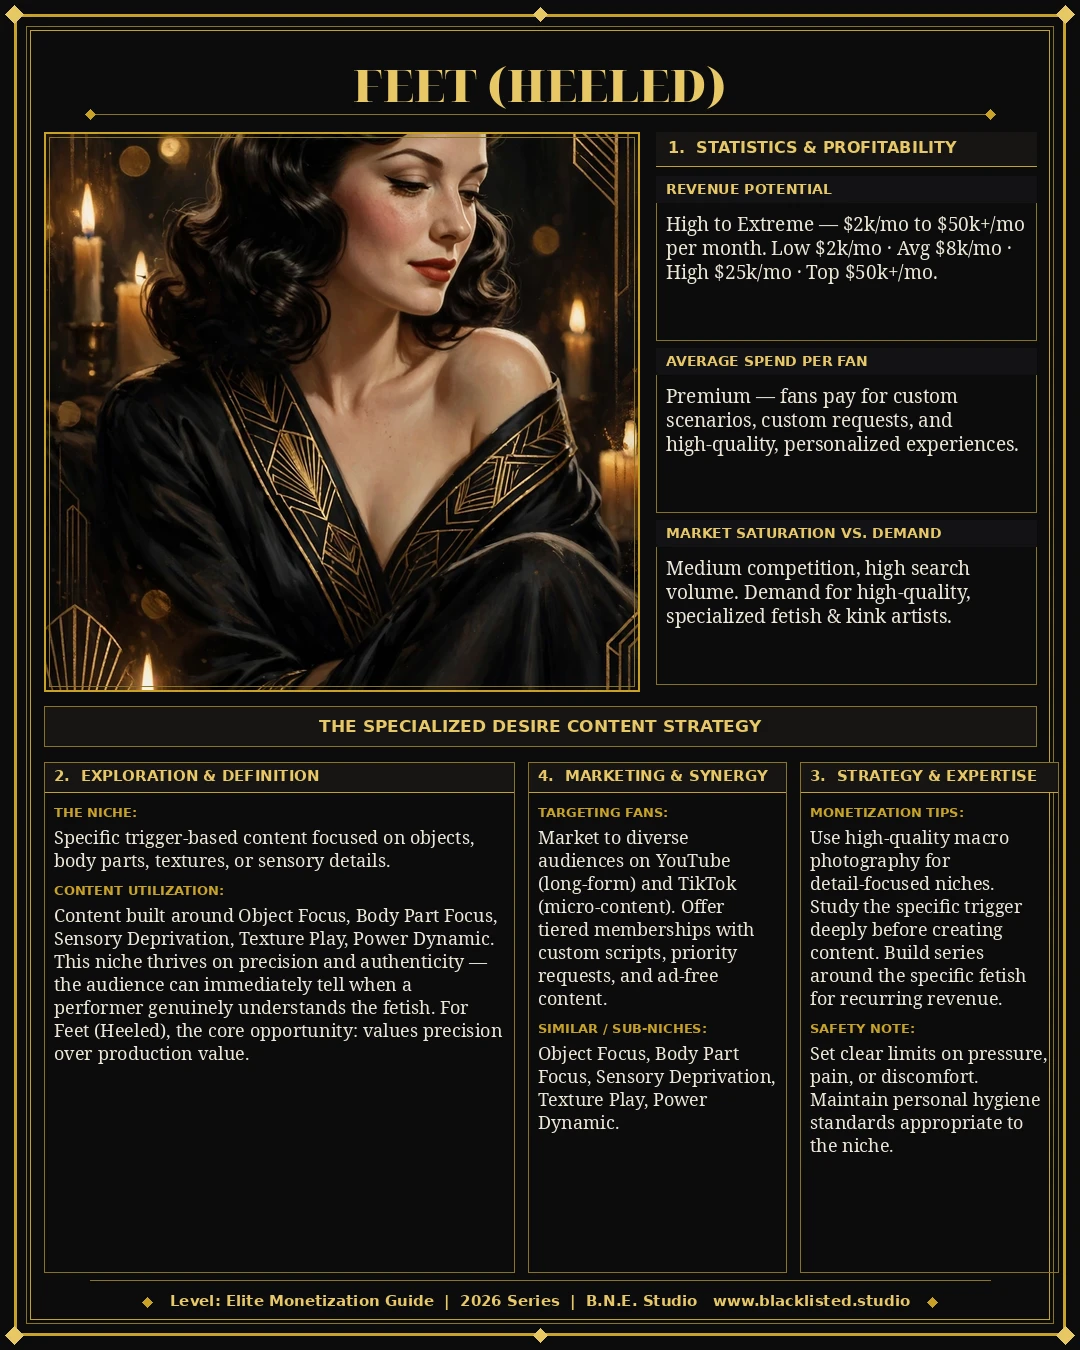 FEET (HEELED)
1. STATISTICS & PROFITABILITY
REVENUE POTENTIAL
High to Extreme — $2k/mo to $50k+/mo
per month. Low $2k/mo · Avg $8k/mo ·
High $25k/mo · Top $50k+/mo.
AVERAGE SPEND PER FAN
Premium — fans pay for custom
scenarios, custom requests, and
high-quality, personalized experiences.
MARKET SATURATION VS. DEMAND
Medium competition, high search
volume. Demand for high-quality,
specialized fetish & kink artists.
THE SPECIALIZED DESIRE CONTENT STRATEGY
2. EXPLORATION & DEFINITION
THE NICHE:
Specific trigger-based content focused on objects,
body parts, textures, or sensory details.
CONTENT UTILIZATION:
Content built around Object Focus, Body Part Focus,
Sensory Deprivation, Texture Play, Power Dynamic.
This niche thrives on precision and authenticity —
the audience can immediately tell when a
performer genuinely understands the fetish. For
Feet (Heeled), the core opportunity: values precision
over production value.
4. MARKETING & SYNERGY
TARGETING FANS:
Market to diverse
audiences on YouTube
(long-form) and TikTok
(micro-content). Offer
tiered memberships with
custom scripts, priority
requests, and ad-free
content.
SIMILAR / SUB-NICHES:
Object Focus, Body Part
Focus, Sensory Deprivation,
Texture Play, Power
Dynamic.
3. STRATEGY & EXPERTISE
MONETIZATION TIPS:
Use high-quality macro
photography for
detail-focused niches.
Study the specific trigger
deeply before creating
content. Build series
around the specific fetish
for recurring revenue.
SAFETY NOTE:
Set clear limits on pressure,
pain, or discomfort.
Maintain personal hygiene
standards appropriate to
the niche.
Level: Elite Monetization Guide | 2026 Series | B.N.E. Studio www.blacklisted.studio